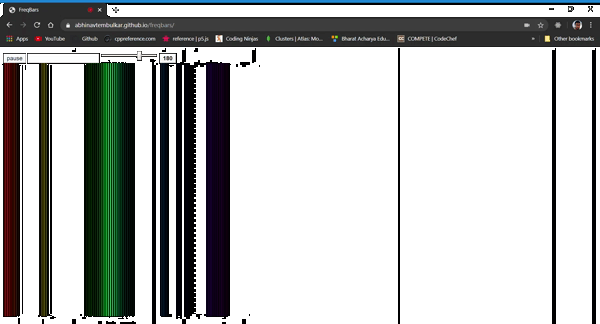 FreqBars
abhinavtembulkar.github.io/freqbars/
Apps YouTube Github cppreference.com reference | p5.js Coding Ninjas Clusters | Atlas: Mo... Bharat Acharya Edu... COMPETE | CodeChef » Other bookmarks
pause 180